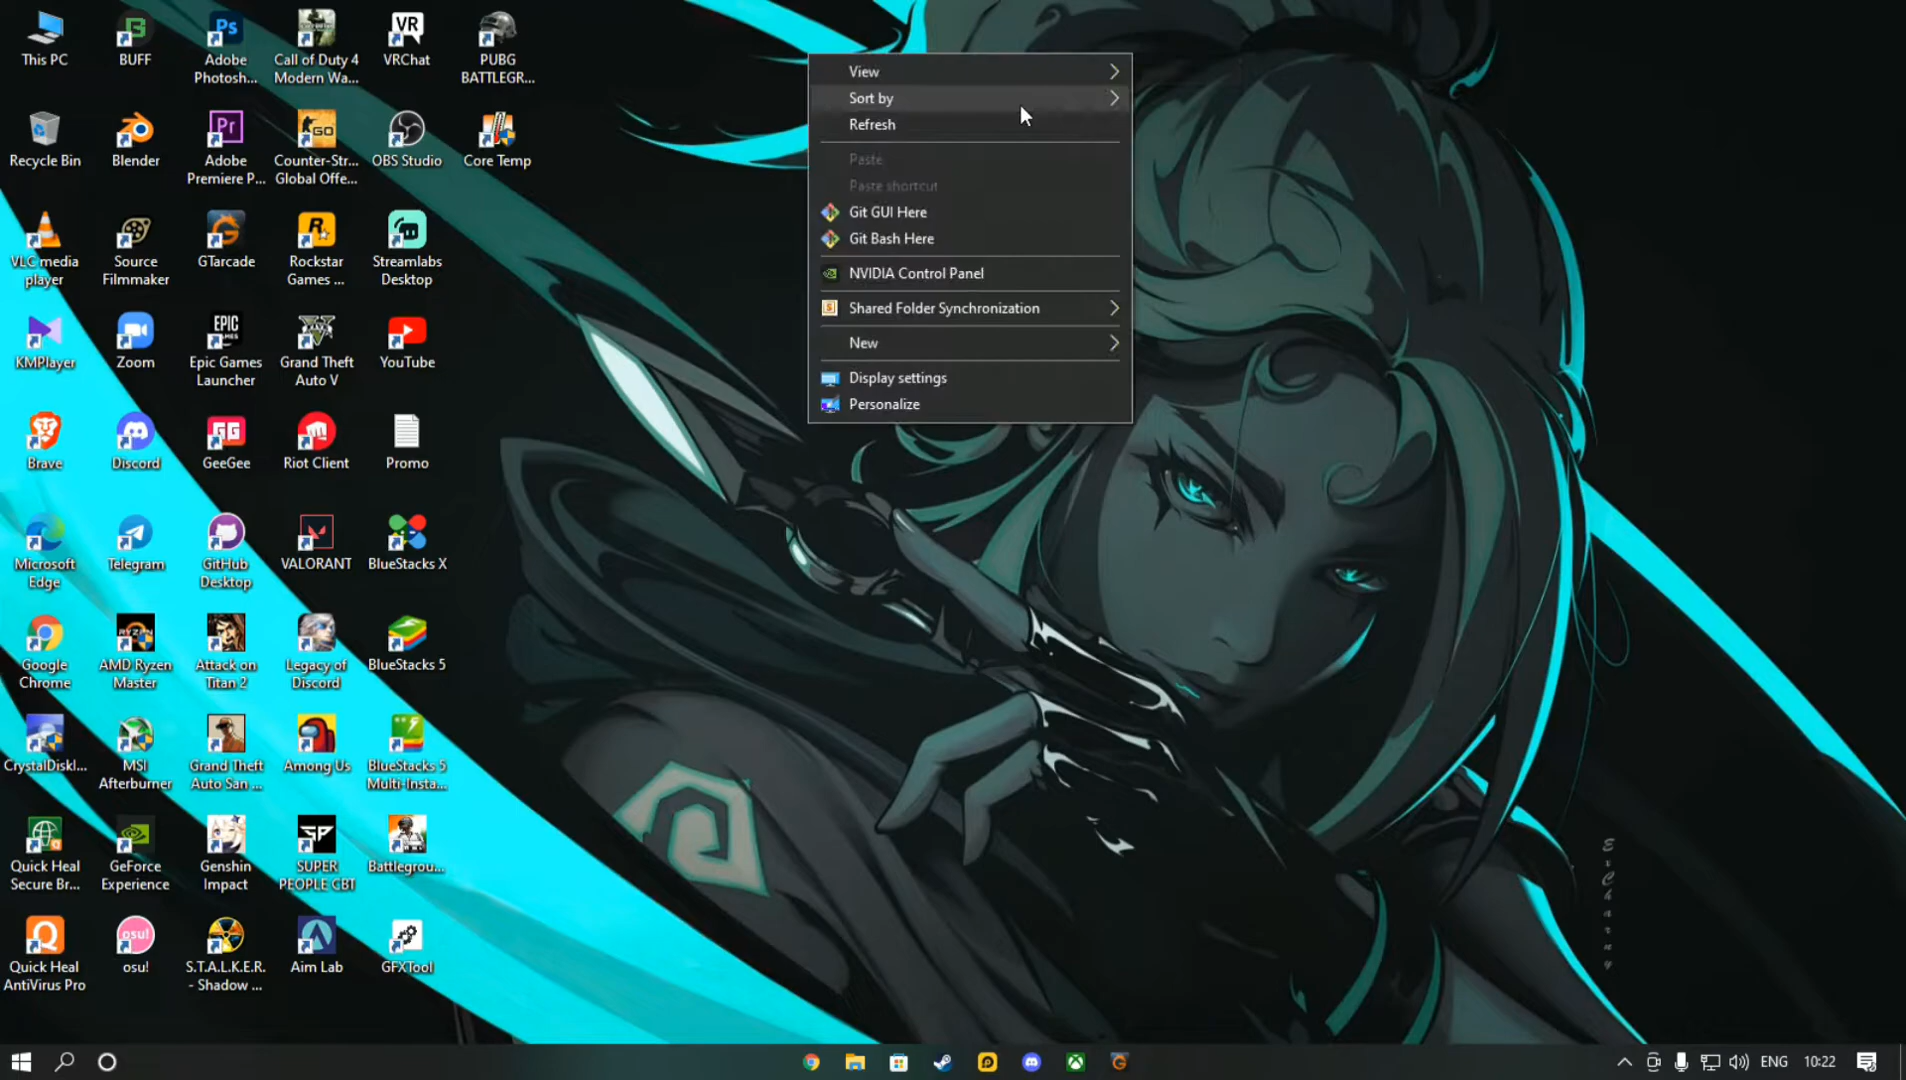 This PC
BUFF
Adobe
Photosh...
Call of Duty 4
Modern Wa...
VRChat
PUBG
BATTLEGR...
Recycle Bin
Blender
Adobe
Premiere P...
Counter-Str...
Global Offe...
OBS Studio
Core Temp
VLC media
player
Source
Filmmaker
GTarcade
Rockstar
Games ...
Streamlabs
Desktop
KMPlayer
Zoom
Epic Games
Launcher
Grand Theft
Auto V
YouTube
Brave
Discord
GeeGee
Riot Client
Promo
Microsoft
Edge
Telegram
GitHub
Desktop
VALORANT
BlueStacks X
Google
Chrome
AMD Ryzen
Master
Attack on
Titan 2
Legacy of
Discord
BlueStacks 5
CrystalDiskI...
MSI
Afterburner
Grand Theft
Auto San ...
Among Us
BlueStacks 5
Multi-Insta...
Quick Heal
Secure Br...
GeForce
Experience
Genshin
Impact
SUPER
PEOPLE CBT
Battlegrou...
Quick Heal
AntiVirus Pro
osu!
S.T.A.L.K.E.R.
- Shadow ...
Aim Lab
GFXTool
View
Sort by
Refresh
Paste
Paste shortcut
Git GUI Here
Git Bash Here
NVIDIA Control Panel
Shared Folder Synchronization
New
Display settings
Personalize
ENG
10:22